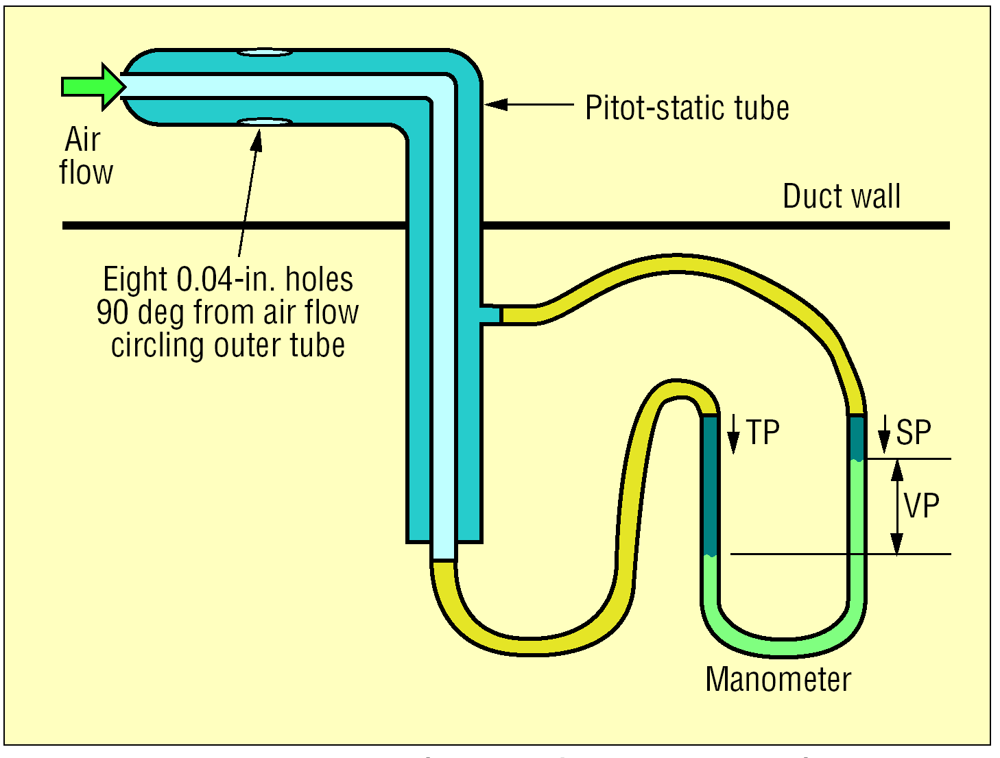 Air
flow
Pitot-static tube
Duct wall
Eight 0.04-in. holes
90 deg from air flow
circling outer tube
TP
SP
VP
Manometer